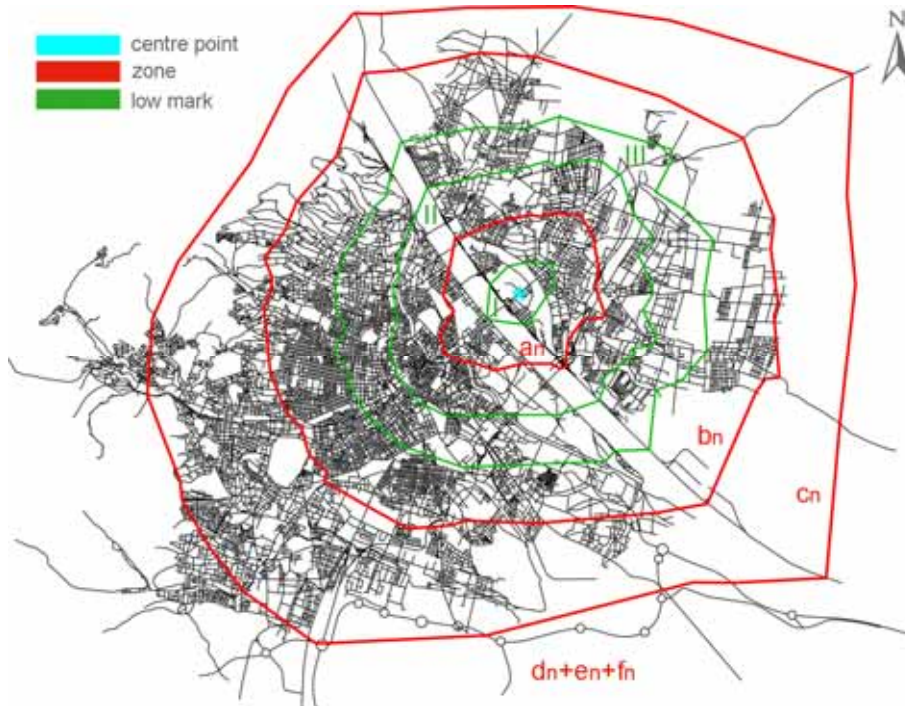 centre point
zone
low mark
N
III
II
I
an
bn
cn
dn+en+fn